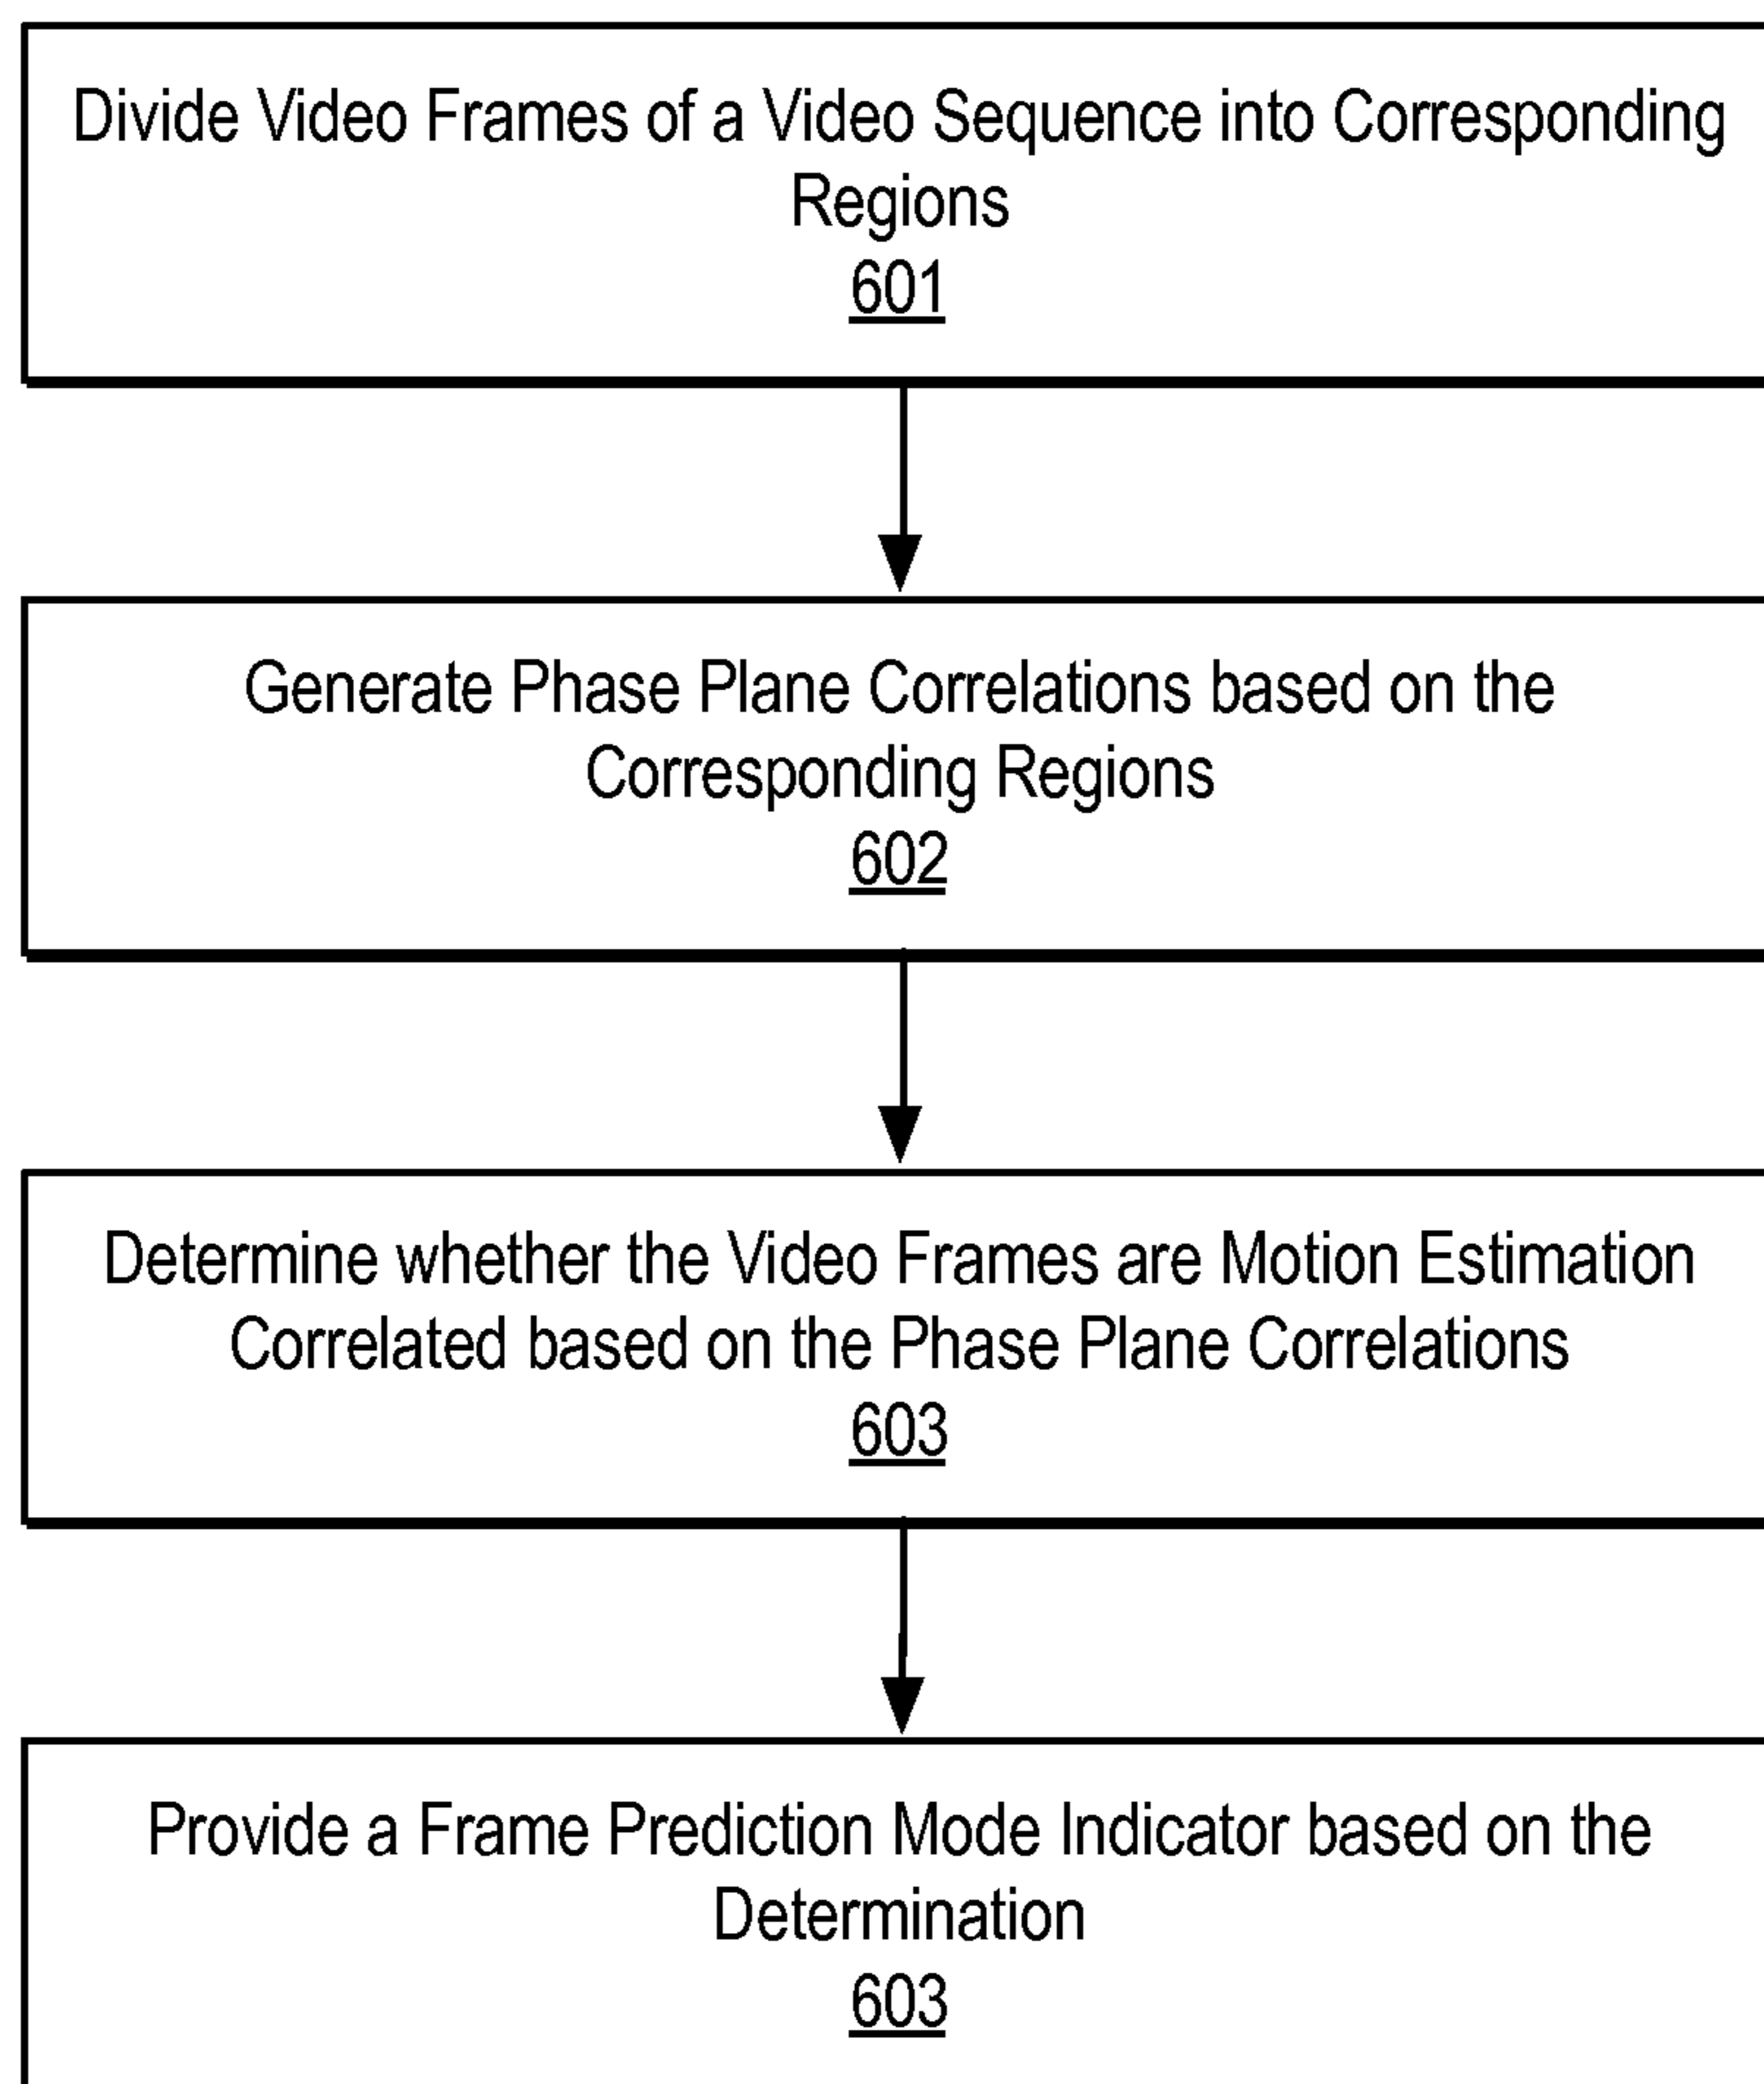 Divide Video Frames of a Video Sequence into Corresponding
Regions
601
Generate Phase Plane Correlations based on the
Corresponding Regions
602
Determine whether the Video Frames are Motion Estimation
Correlated based on the Phase Plane Correlations
603
Provide a Frame Prediction Mode Indicator based on the
Determination
603